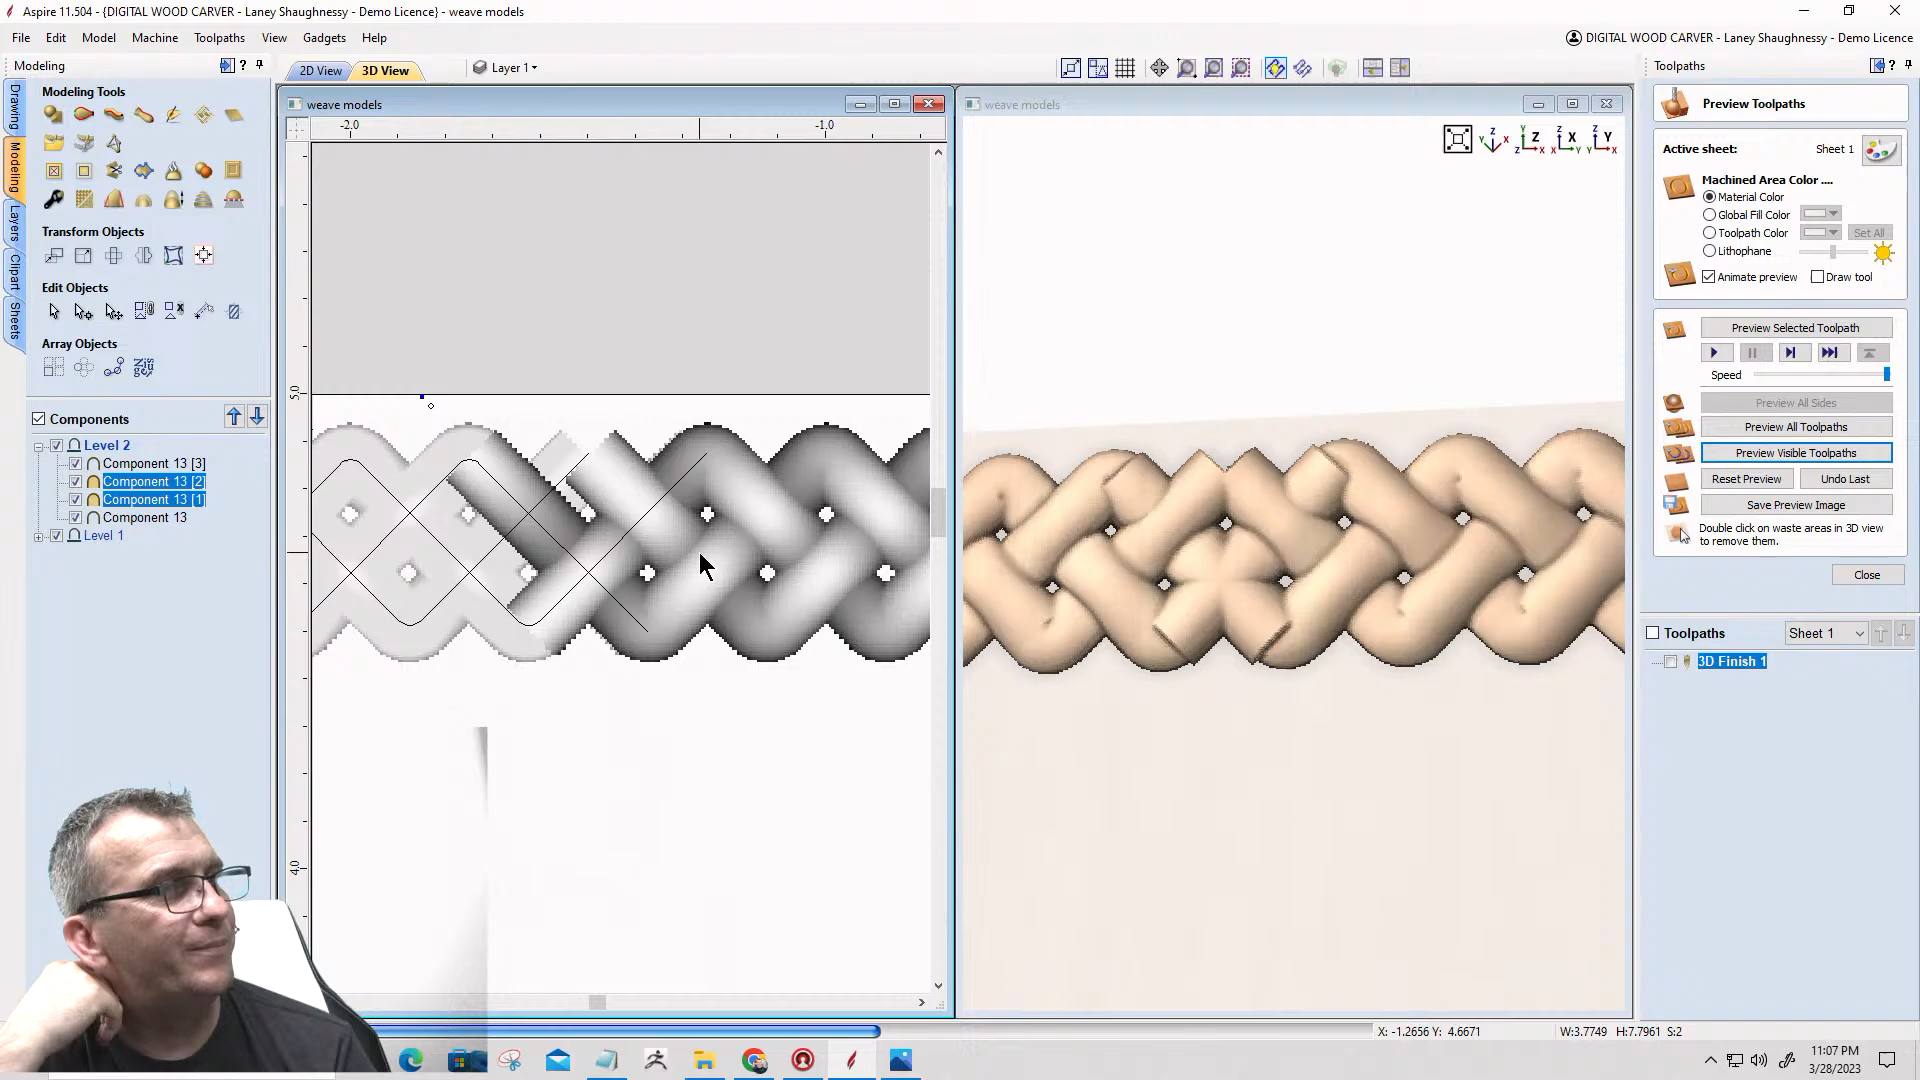 Aspire 11.504 - {DIGITAL WOOD CARVER - Laney Shaughnessy - Demo Licence} - weave models
File Edit Model Machine Toolpaths View Gadgets Help
DIGITAL WOOD CARVER - Laney Shaughnessy - Demo Licence
Modeling
2D View
3D View
Layer 1
Toolpaths
Drawing
Modeling
Layers
Clipart
Sheets
Modeling Tools
Transform Objects
Edit Objects
Array Objects
Components
Level 2
Component 13 [3]
Component 13 [2]
Component 13 [1]
Component 13
Level 1
weave models
-2.0
-1.0
5.0
4.0
weave models
Preview Toolpaths
Active sheet: Sheet 1
Machined Area Color ....
Material Color
Global Fill Color
Toolpath Color Set All
Lithophane
Animate preview Draw tool
Preview Selected Toolpath
Speed
Preview All Sides
Preview All Toolpaths
Preview Visible Toolpaths
Reset Preview Undo Last
Save Preview Image
Double click on waste areas in 3D view
to remove them.
Close
Toolpaths Sheet 1
3D Finish 1
X: -1.2656 Y: 4.6671
W:3.7749 H:7.7961 S:2
11:07 PM
3/28/2023